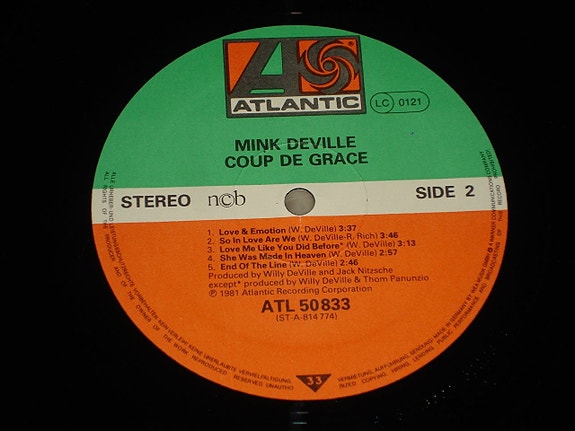 ATLANTIC
LC 0121
MINK DEVILLE
COUP DE GRACE
STEREO ncb SIDE 2
1. Love & Emotion (W. DeVille) 3:37
2. So In Love Are We (W. DeVille-R. Rich) 3:46
3. Love Me Like You Did Before* (W. DeVille) 3:13
4. She Was Made In Heaven (W. DeVille) 2:57
5. End Of The Line (W. DeVille) 2:46
Produced by Willy DeVille and Jack Nitzsche
except* produced by Willy DeVille & Thom Panunzio
℗ 1981 Atlantic Recording Corporation
ATL 50 833
(ST-A-814 774)
33